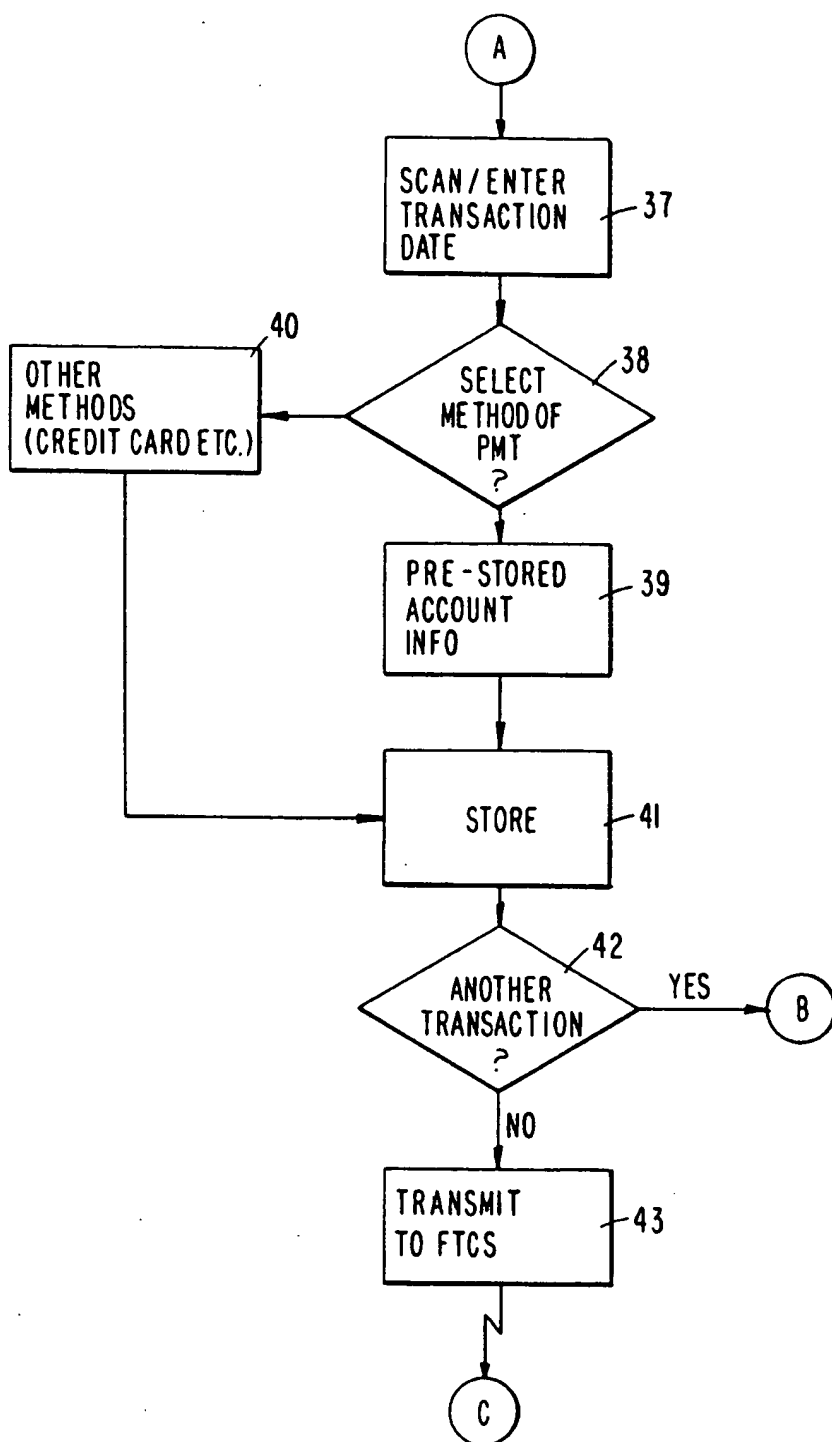 A
SCAN/ENTER
TRANSACTION
DATE
37
40
OTHER
METHODS
(CREDIT CARD ETC.)
38
SELECT
METHOD OF
PMT
?
PRE-STORED
ACCOUNT
INFO
39
STORE
41
42
ANOTHER
TRANSACTION
?
YES
B
NO
TRANSMIT
TO FTCS
43
C